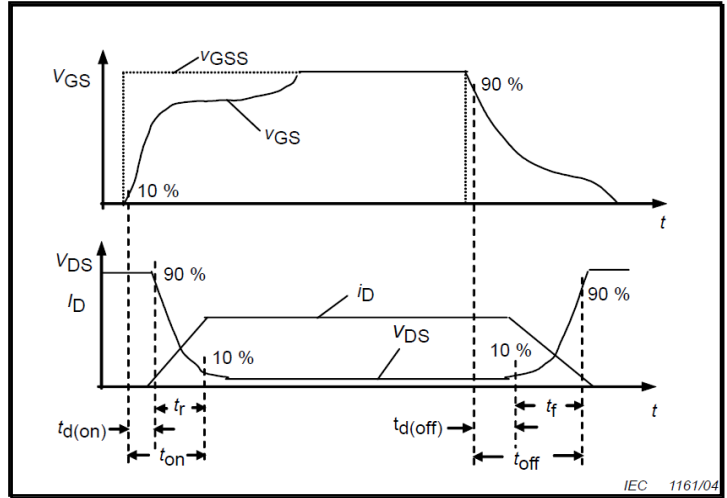 VGS
vGSS
vGS
90 %
10 %
t
VDS
ID
90 %
iD
90 %
10 %
VDS
10 %
t
tr
tf
td(on)
td(off)
ton
toff
IEC 1161/04